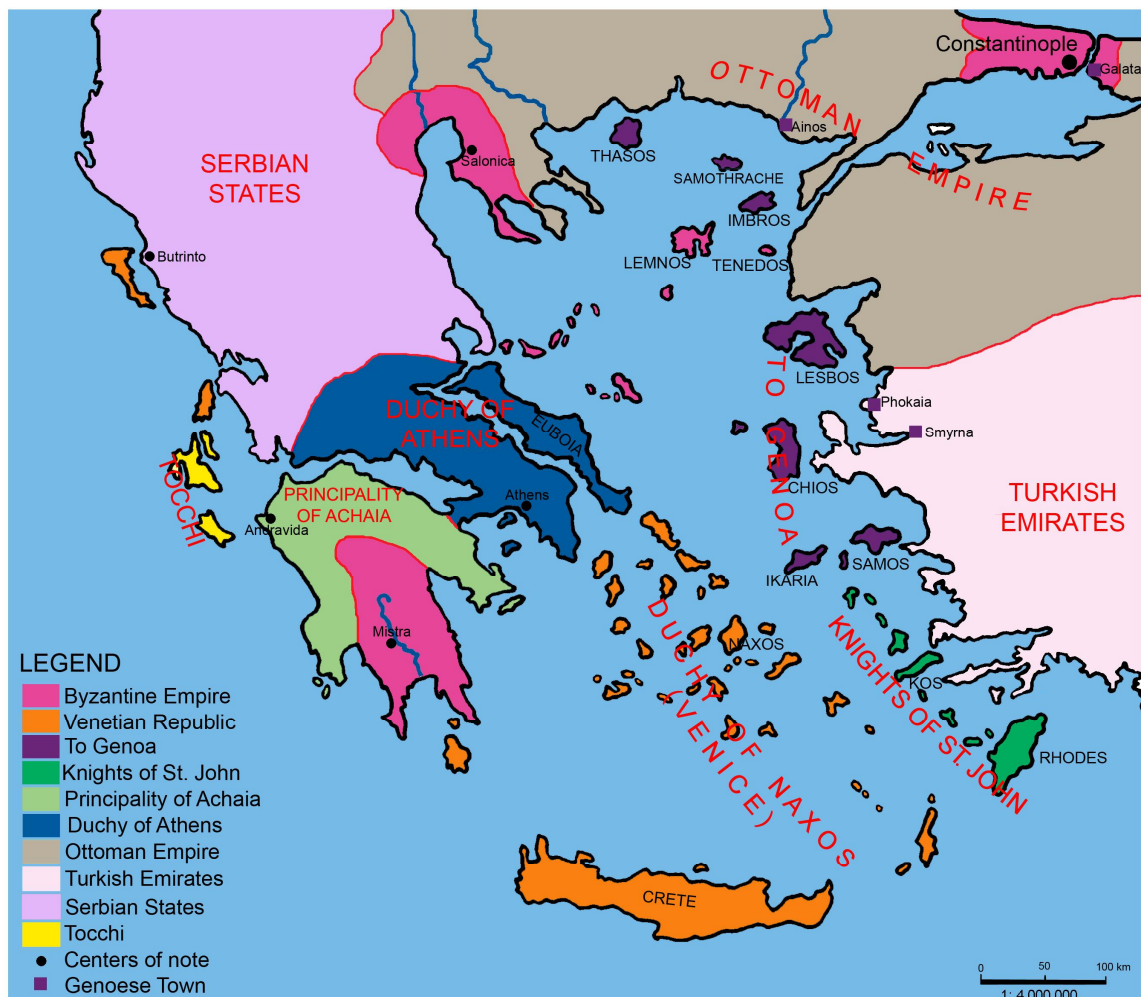 Constantinople
Galata
OTTOMAN
EMPIRE
Ainos
THASOS
SAMOTHRACHE
IMBROS
LEMNOS
TENEDOS
Salonica
SERBIAN
STATES
Butrinto
LESBOS
TO GENOA
Phokaia
Smyrna
CHIOS
DUCHY OF
ATHENS
EUBOIA
Athens
TOCCHI
PRINCIPALITY
OF ACHAIA
Andravida
Mistra
TURKISH
EMIRATES
IKARIA
SAMOS
DUCHY OF NAXOS
(VENICE)
NAXOS
KNIGHTS OF ST. JOHN
KOS
RHODES
CRETE
LEGEND
Byzantine Empire
Venetian Republic
To Genoa
Knights of St. John
Principality of Achaia
Duchy of Athens
Ottoman Empire
Turkish Emirates
Serbian States
Tocchi
Centers of note
Genoese Town
0 50 100 km
1: 4 000 000